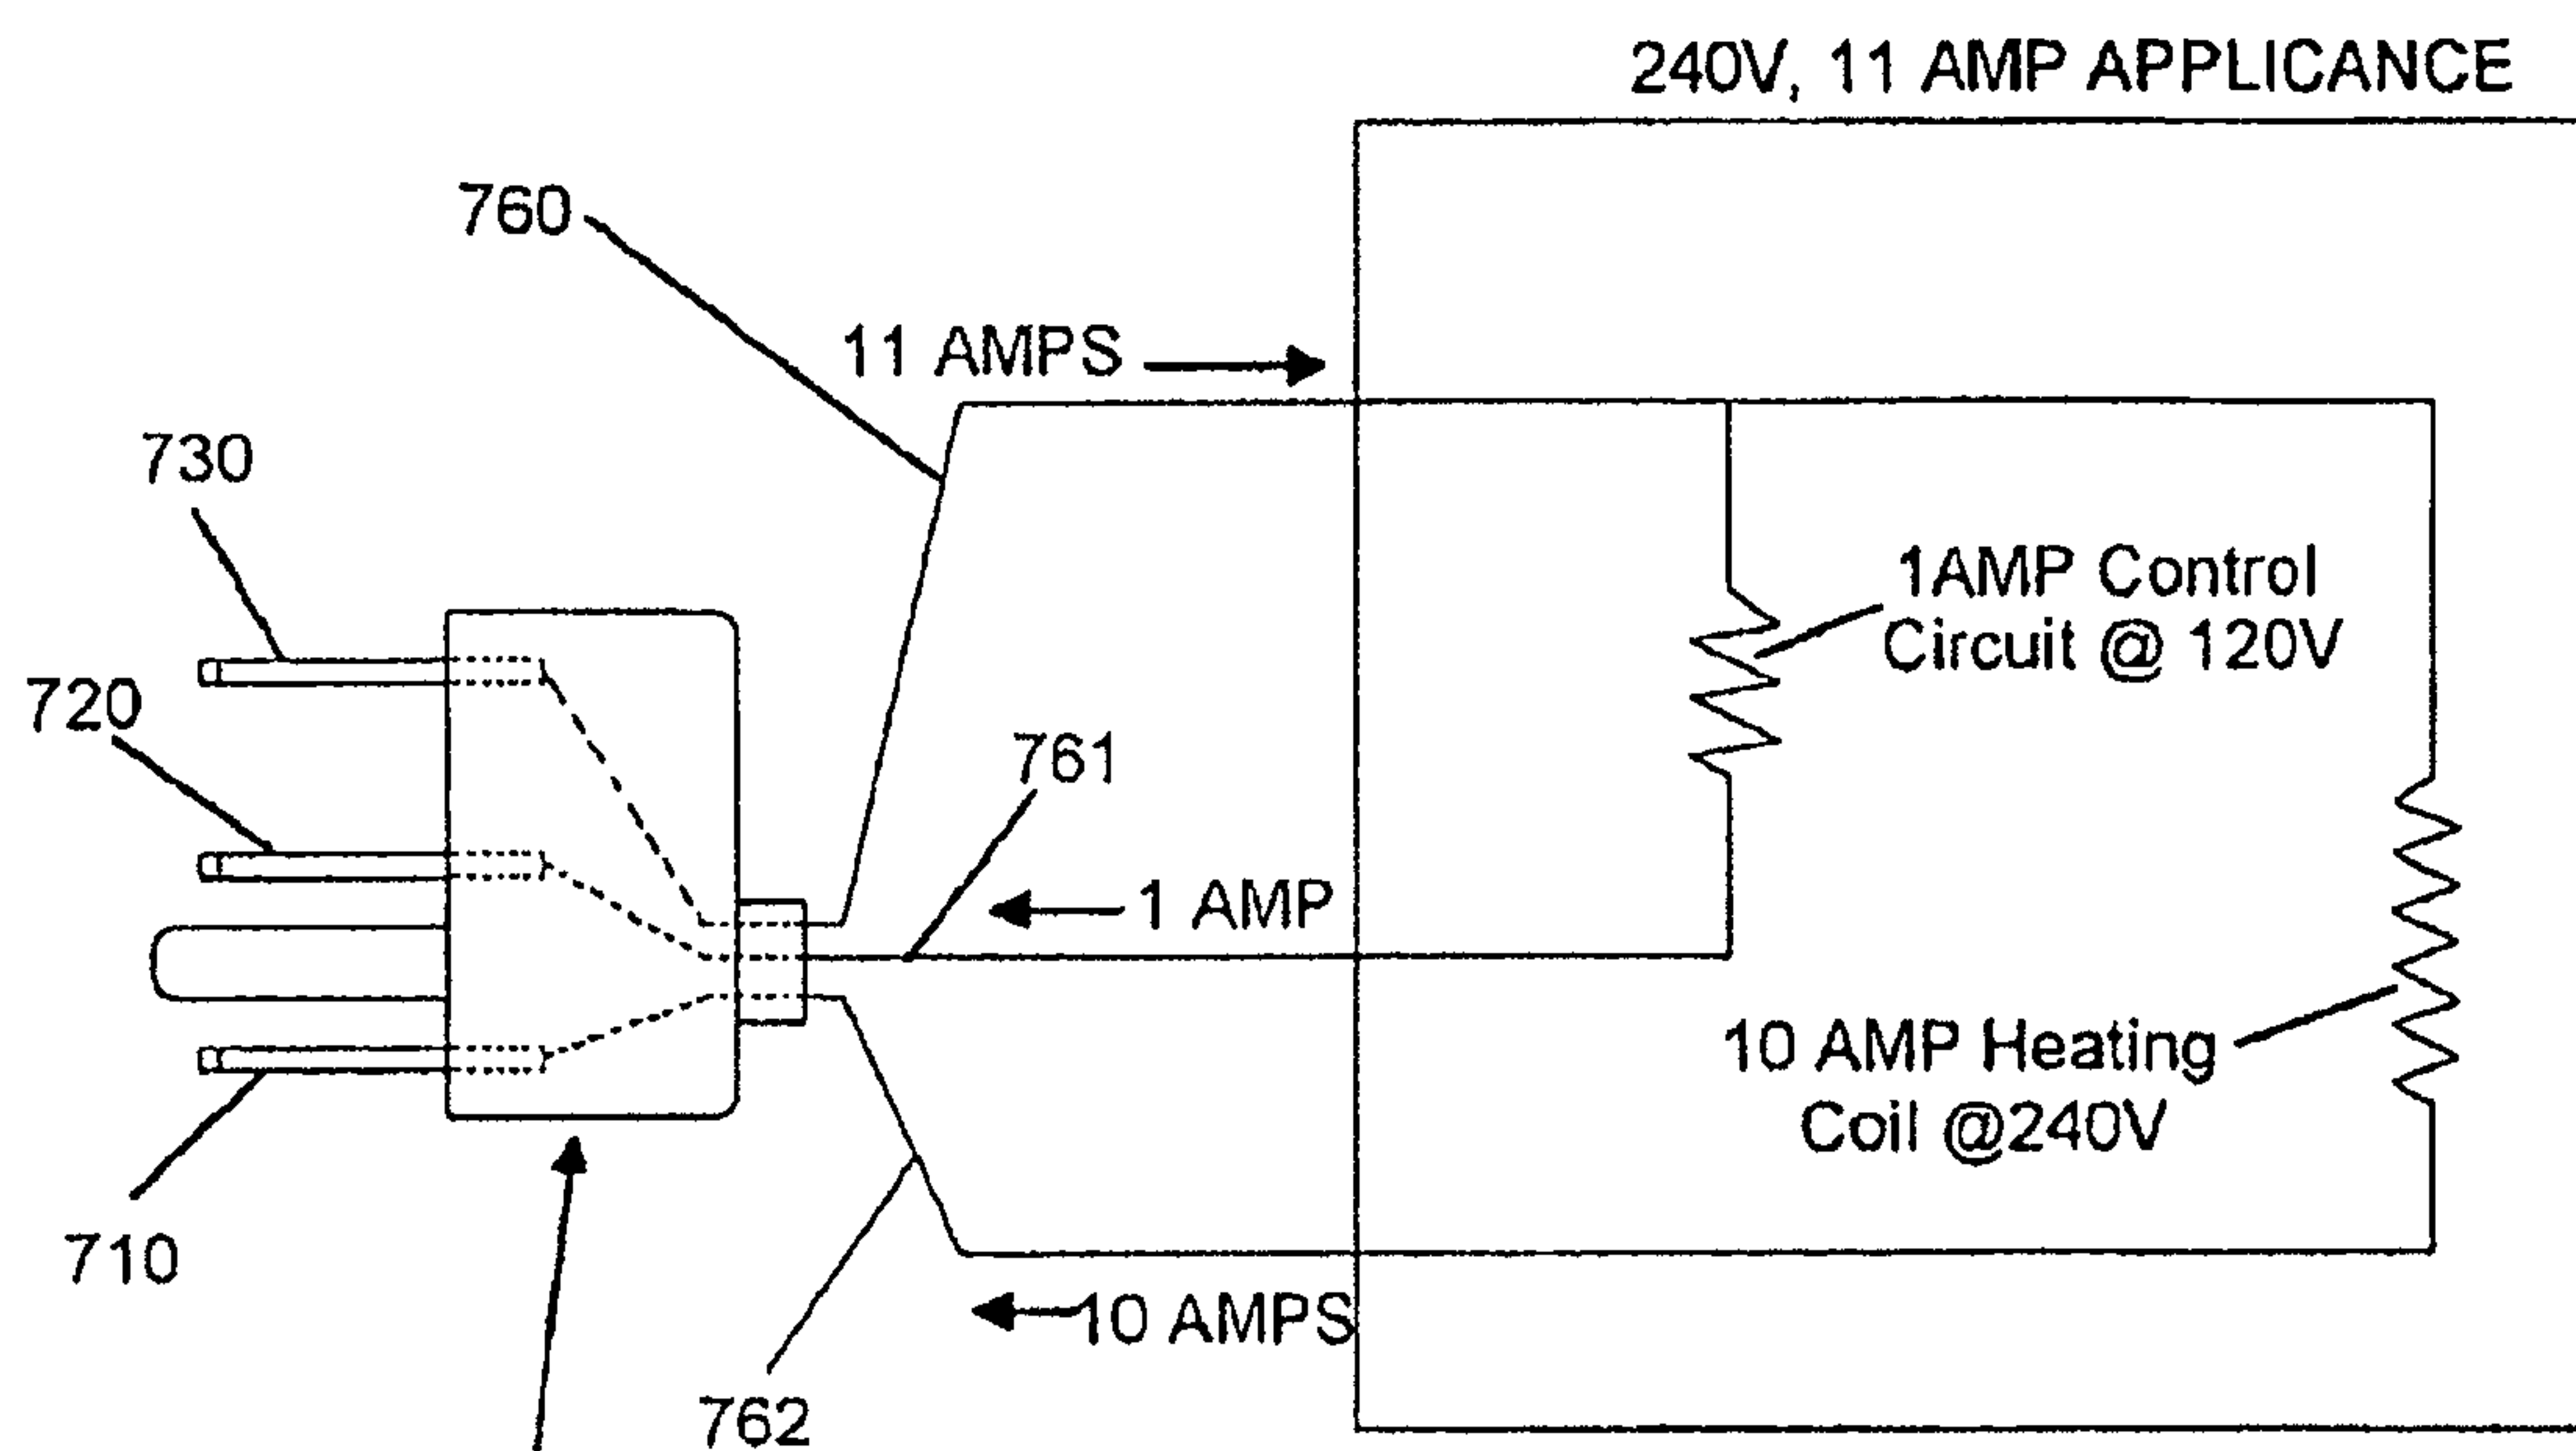 240V, 11 AMP APPLICANCE
760
11 AMPS
730
1AMP Control
Circuit @ 120V
720
761
1 AMP
10 AMP Heating
Coil @240V
710
10 AMPS
762